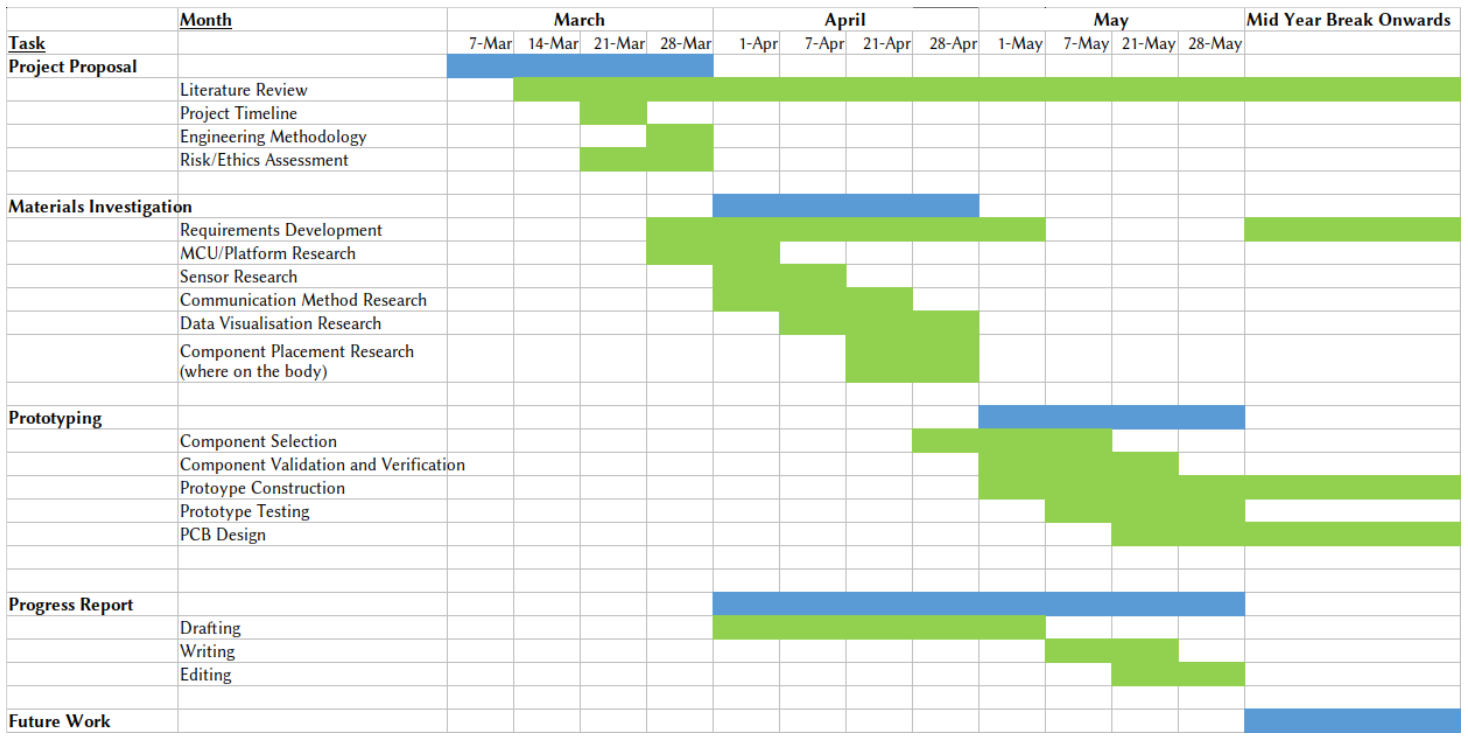 Month March April May Mid Year Break Onwards
Task 7-Mar 14-Mar 21-Mar 28-Mar 1-Apr 7-Apr 21-Apr 28-Apr 1-May 7-May 21-May 28-May
Project Proposal
Literature Review
Project Timeline
Engineering Methodology
Risk/Ethics Assessment
Materials Investigation
Requirements Development
MCU/Platform Research
Sensor Research
Communication Method Research
Data Visualisation Research
Component Placement Research
(where on the body)
Prototyping
Component Selection
Component Validation and Verification
Protoype Construction
Prototype Testing
PCB Design
Progress Report
Drafting
Writing
Editing
Future Work